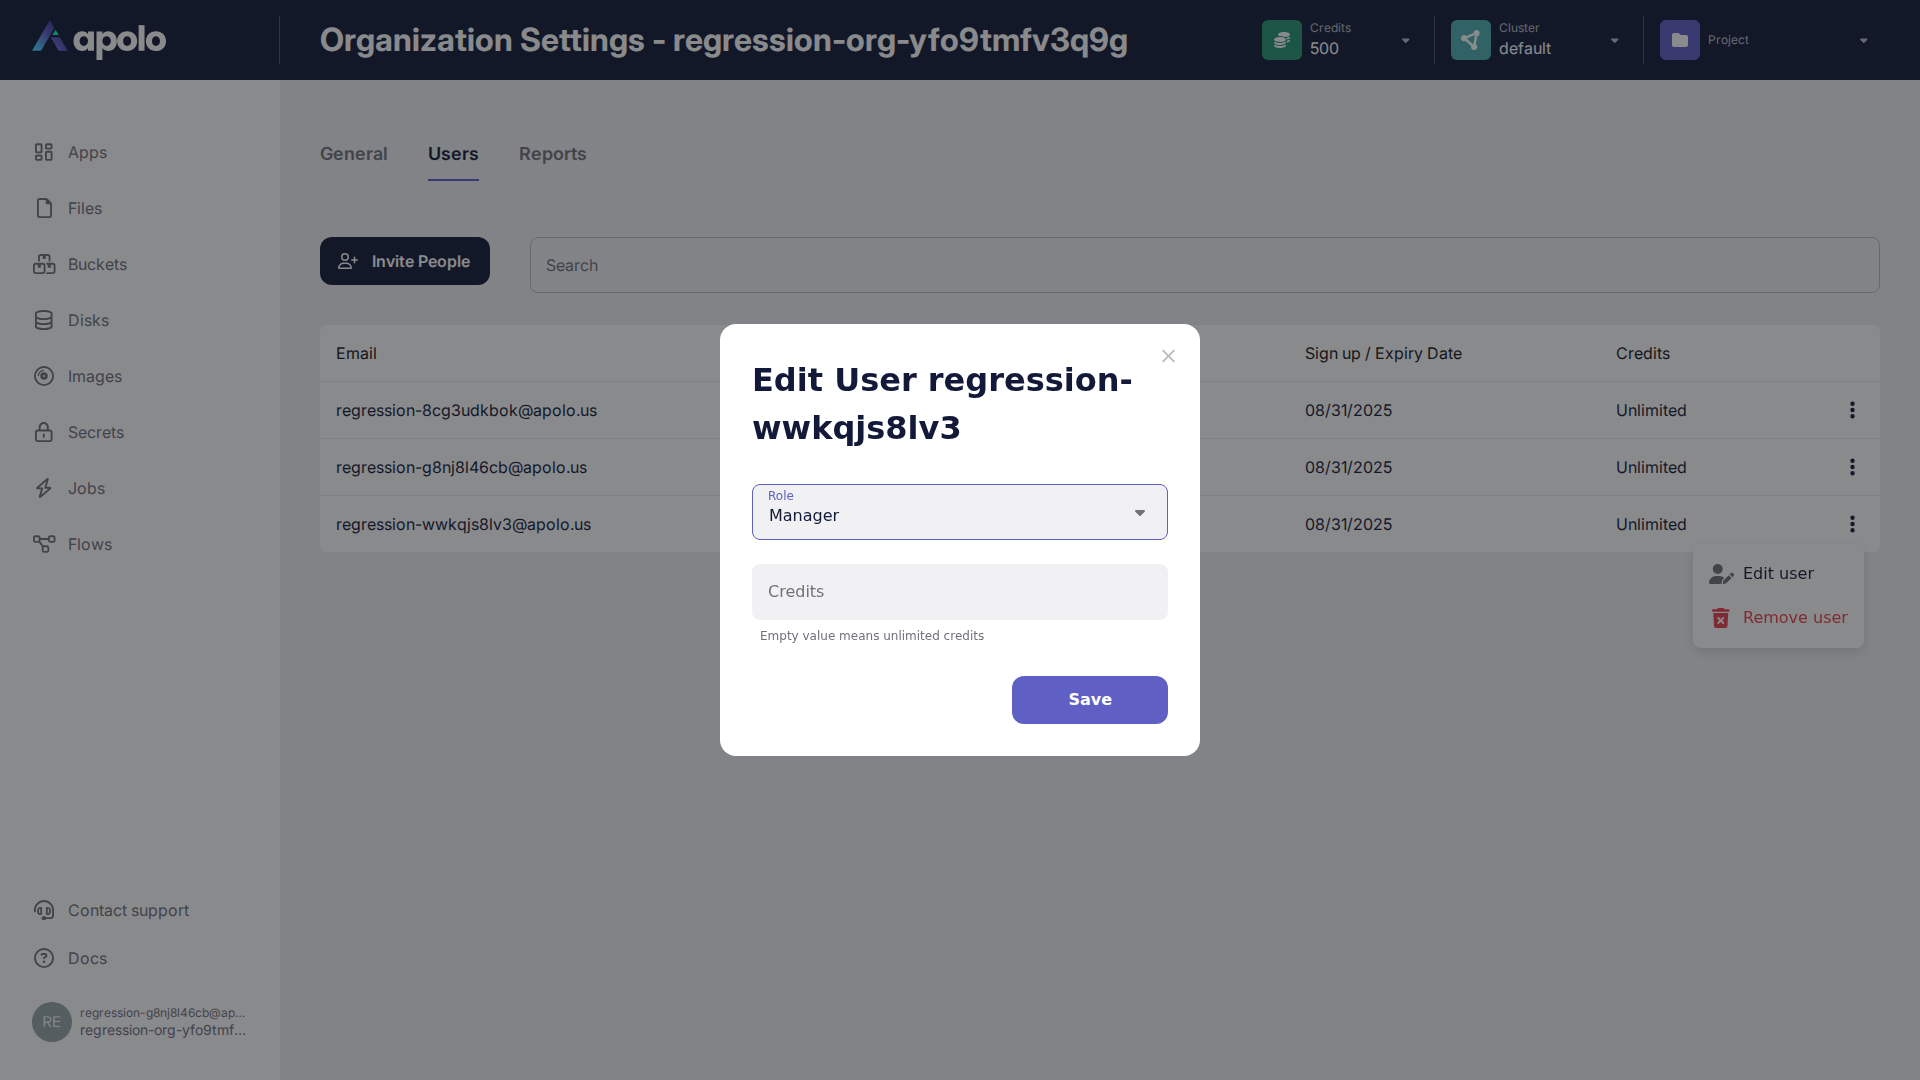 apolo
Organization Settings - regression-org-yfo9tmfv3q9g
Credits
500
Cluster
default
Project
Apps
Files
Buckets
Disks
Images
Secrets
Jobs
Flows
Contact support
Docs
RE
regression-g8nj8l46cb@ap...
regression-org-yfo9tmf...
General
Users
Reports
Invite People
Search
Email
Sign up / Expiry Date
Credits
regression-8cg3udkbok@apolo.us
08/31/2025
Unlimited
regression-g8nj8l46cb@apolo.us
08/31/2025
Unlimited
regression-wwkqjs8lv3@apolo.us
08/31/2025
Unlimited
Edit user
Remove user
Edit User regression-
wwkqjs8lv3
Role
Manager
Credits
Empty value means unlimited credits
Save